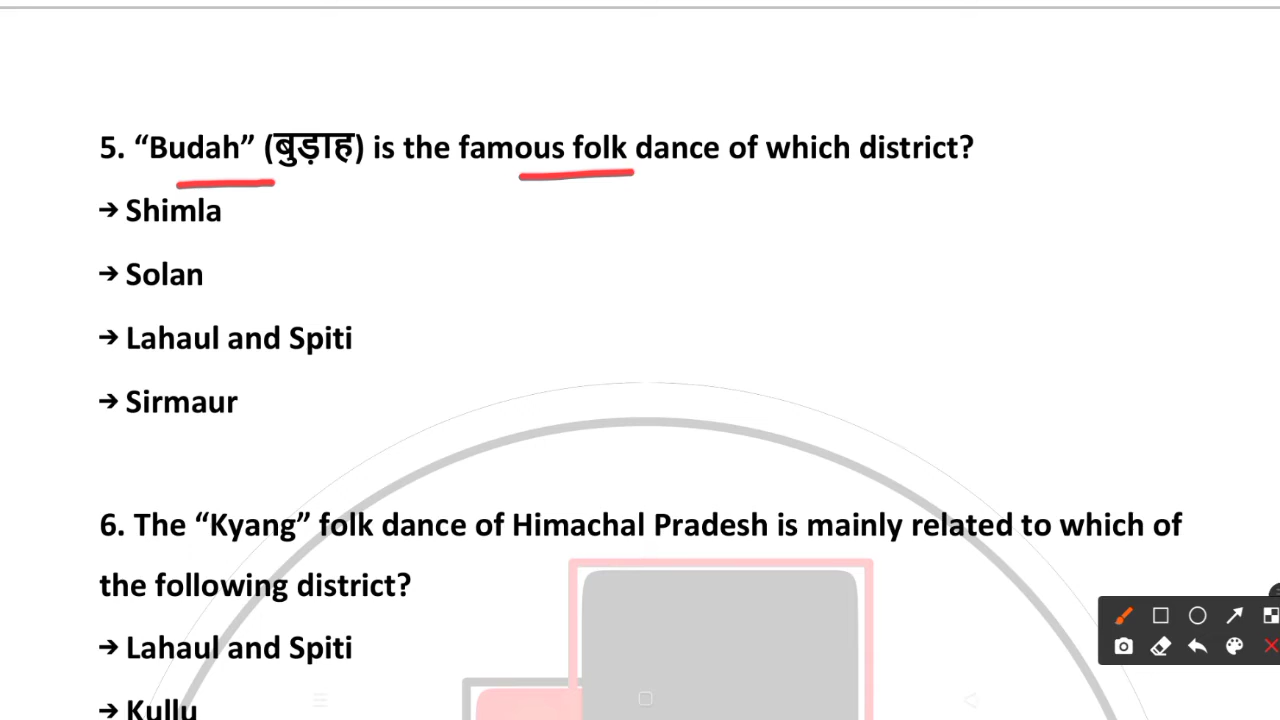 5. “Budah” (बुड़ाह) is the famous folk dance of which district?
→ Shimla
→ Solan
→ Lahaul and Spiti
→ Sirmaur
6. The “Kyang” folk dance of Himachal Pradesh is mainly related to which of
the following district?
→ Lahaul and Spiti
→ Kullu